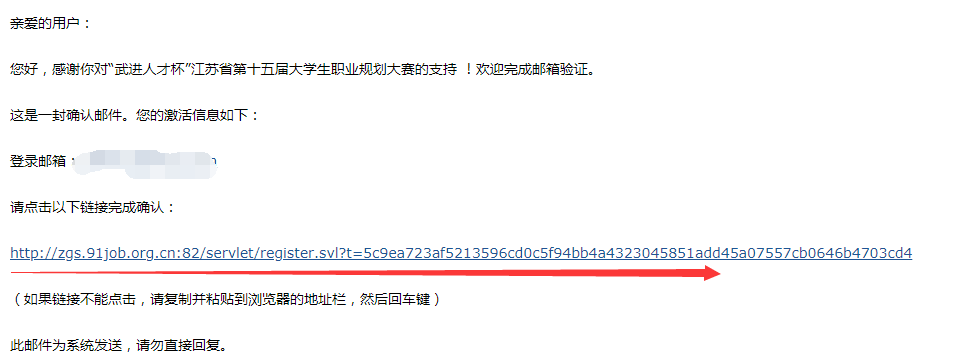 亲爱的用户：
您好，感谢你对“武进人才杯”江苏省第十五届大学生职业规划大赛的支持 ！欢迎完成邮箱验证。
这是一封确认邮件。您的激活信息如下：
登录邮箱：
请点击以下链接完成确认：
http://zgs.91job.org.cn:82/servlet/register.svl?t=5c9ea723af5213596cd0c5f94bb4a4323045851add45a07557cb0646b4703cd4
（如果链接不能点击，请复制并粘贴到浏览器的地址栏，然后回车键）
此邮件为系统发送，请勿直接回复。